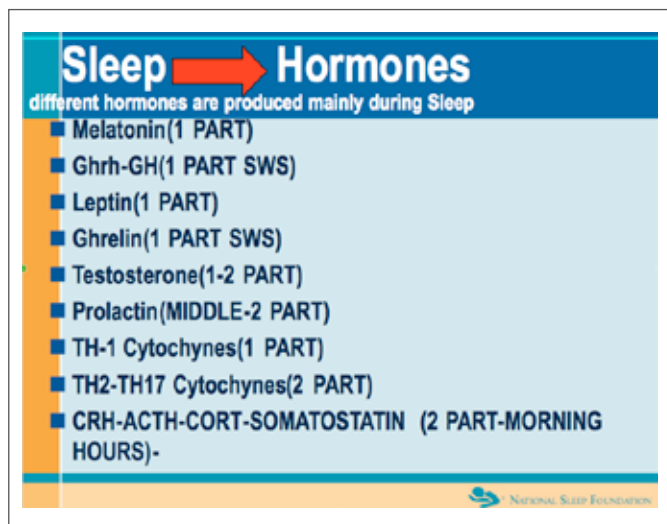 Sleep Hormones
different hormones are produced mainly during Sleep
Melatonin(1 PART)
Ghrh-GH(1 PART SWS)
Leptin(1 PART)
Ghrelin(1 PART SWS)
Testosterone(1-2 PART)
Prolactin(MIDDLE-2 PART)
TH-1 Cytochynes(1 PART)
TH2-TH17 Cytochynes(2 PART)
CRH-ACTH-CORT-SOMATOSTATIN (2 PART-MORNING
HOURS)-
NATIONAL SLEEP FOUNDATION